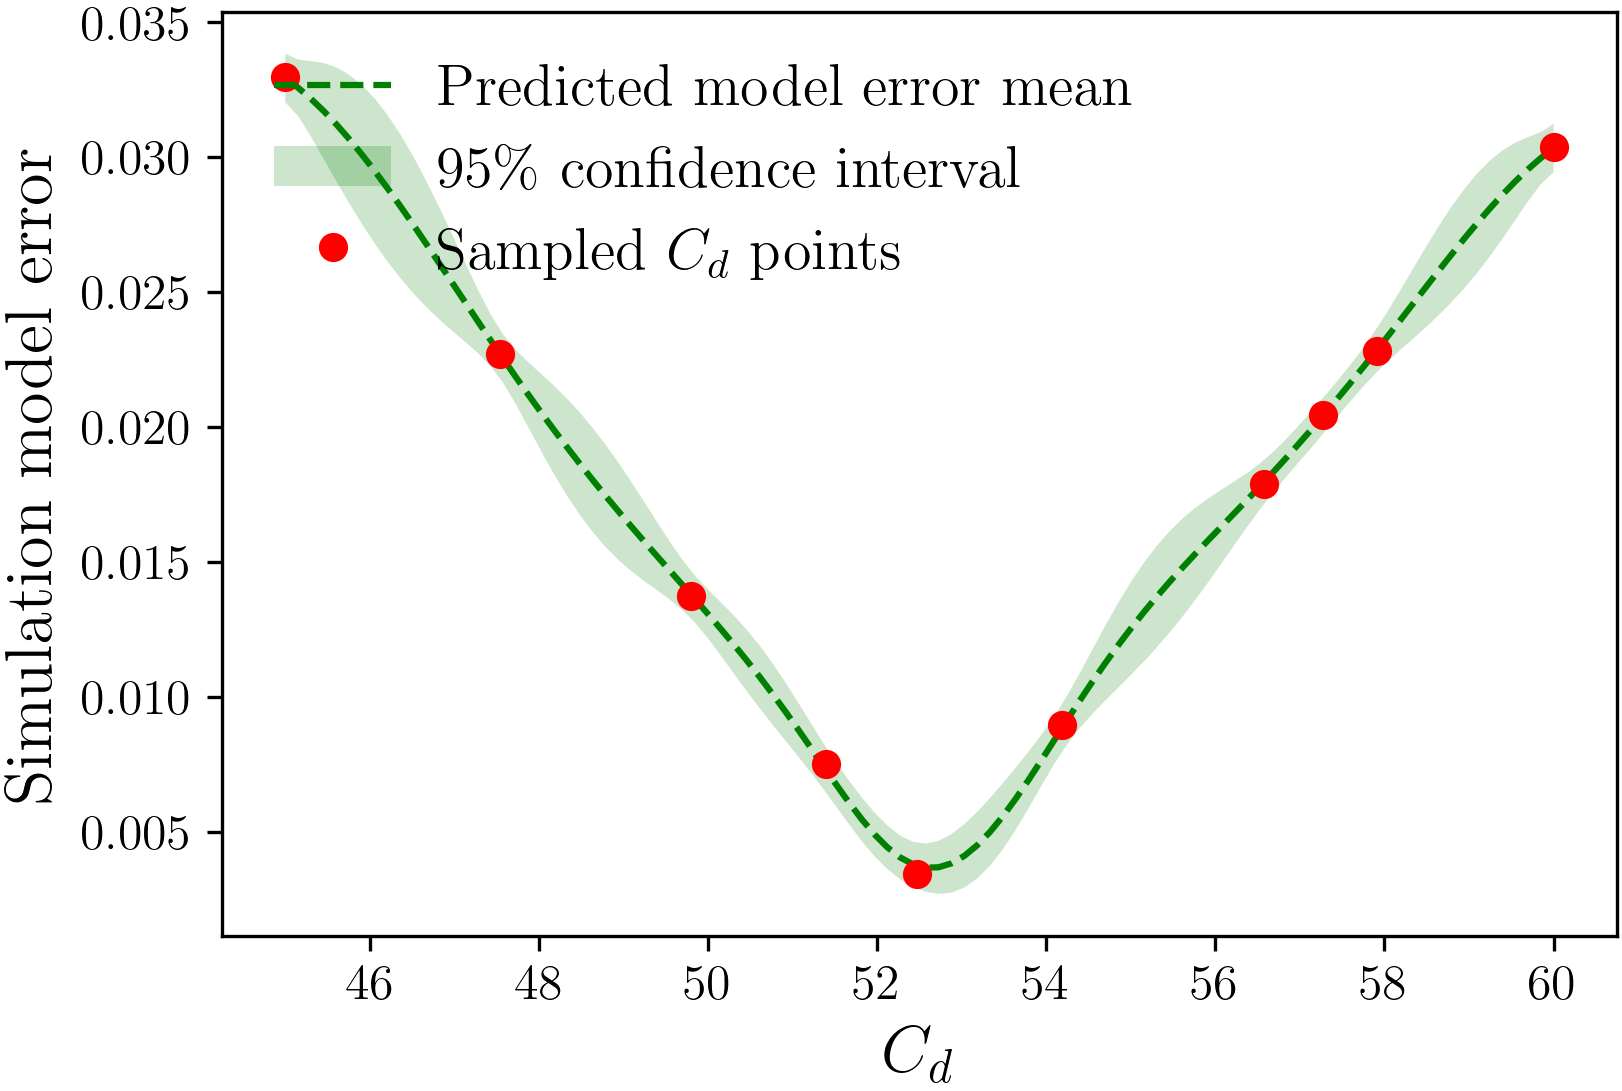 0.035
0.030
0.025
0.020
0.015
0.010
0.005
Simulation model error
Predicted model error mean
95% confidence interval
Sampled C_d points
46 48 50 52 54 56 58 60
C_d